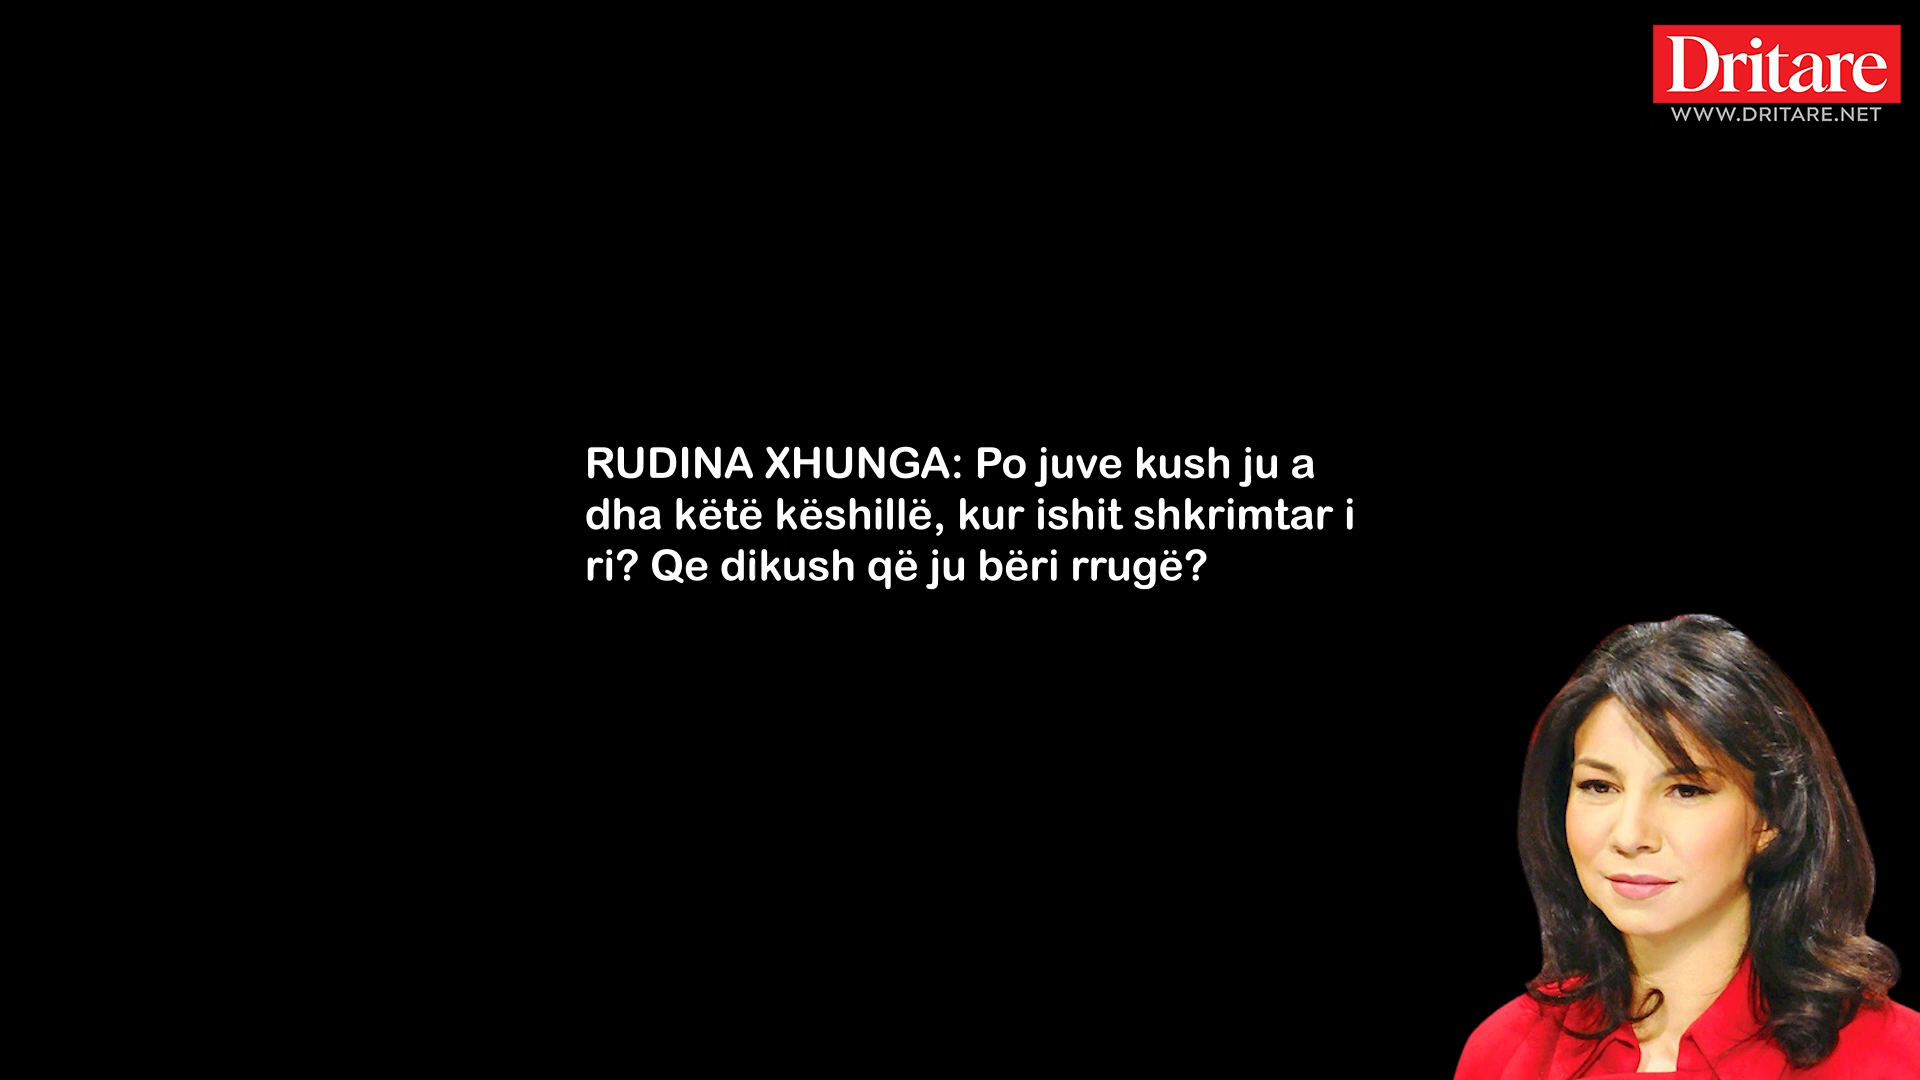 Dritare
WWW.DRITARE.NET
RUDINA XHUNGA: Po juve kush ju a
dha këtë këshillë, kur ishit shkrimtar i
ri? Qe dikush që ju bëri rrugë?